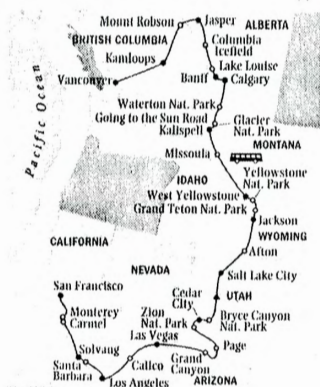 Mount Robson
Jasper
ALBERTA
BRITISH COLUMBIA
Columbia
Icefield
Kamloops
Lake Louise
Vancouver
Banff
Calgary
Pacific Ocean
Waterton Nat. Park
Going to the Sun Road
Glacier
Nat. Park
Kalispell
MONTANA
Missoula
Yellowstone
Nat. Park
IDAHO
West Yellowstone
Grand Teton Nat. Park
Jackson
WYOMING
CALIFORNIA
Afton
NEVADA
Salt Lake City
San Francisco
Cedar
City
UTAH
Monterey
Carmel
Zion
Nat. Park
Bryce Canyon
Nat. Park
Las Vegas
Solvang
Page
Santa
Barbara
Calico
Grand
Canyon
Los Angeles
ARIZONA